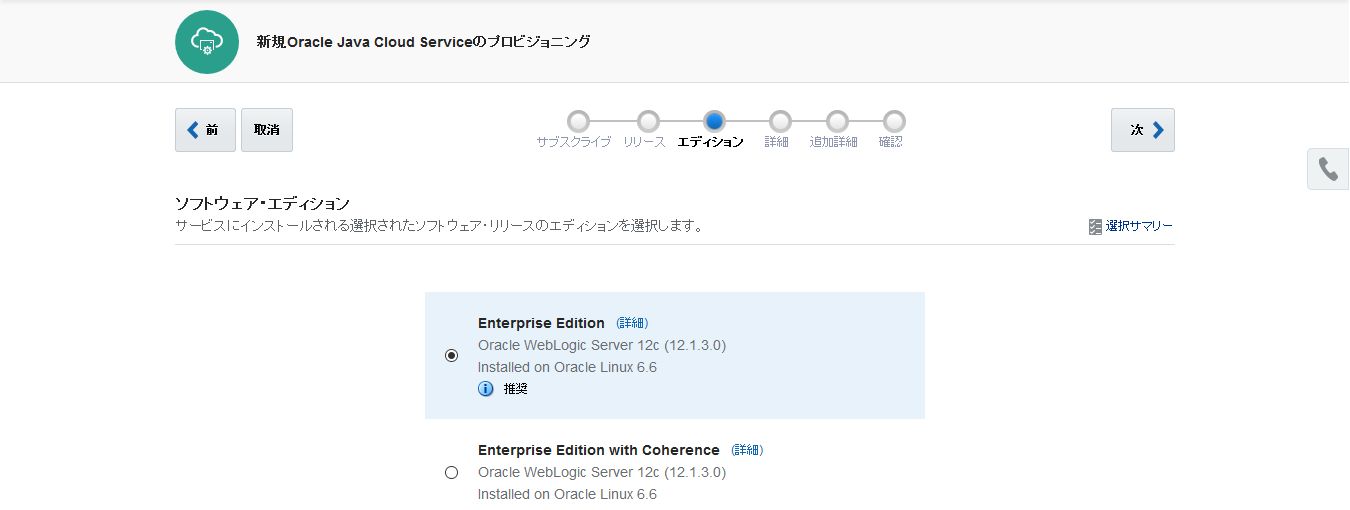 新規Oracle Java Cloud Serviceのプロビジョニング
前
取消
サブスクライブ
リリース
エディション
詳細
追加詳細
確認
次
ソフトウェア・エディション
サービスにインストールされる選択されたソフトウェア・リリースのエディションを選択します。
選択サマリー
Enterprise Edition (詳細)
Oracle WebLogic Server 12c (12.1.3.0)
Installed on Oracle Linux 6.6
推奨
Enterprise Edition with Coherence (詳細)
Oracle WebLogic Server 12c (12.1.3.0)
Installed on Oracle Linux 6.6